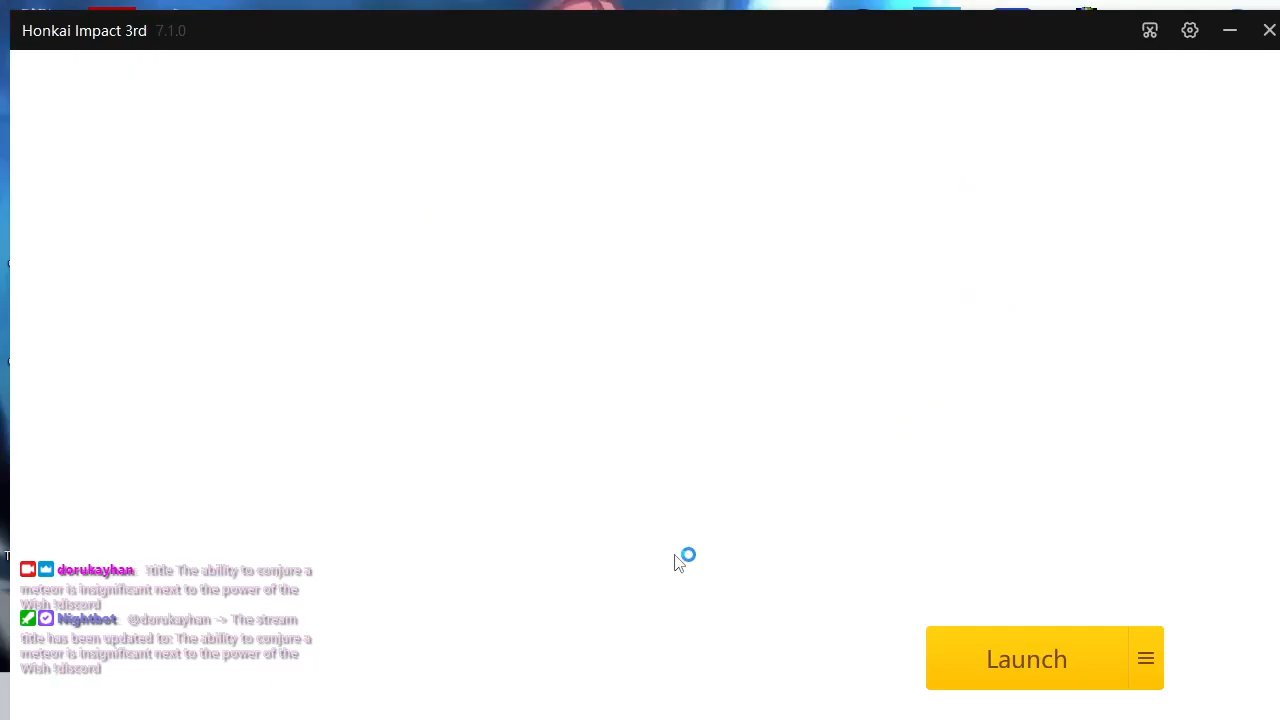 Honkai Impact 3rd 7.1.0
dorukayhan: !title The ability to conjure a
meteor is insignificant next to the power of the
Wish !discord
Nightbot: @dorukayhan -> The stream
title has been updated to: The ability to conjure a
meteor is insignificant next to the power of the
Wish !discord
Launch